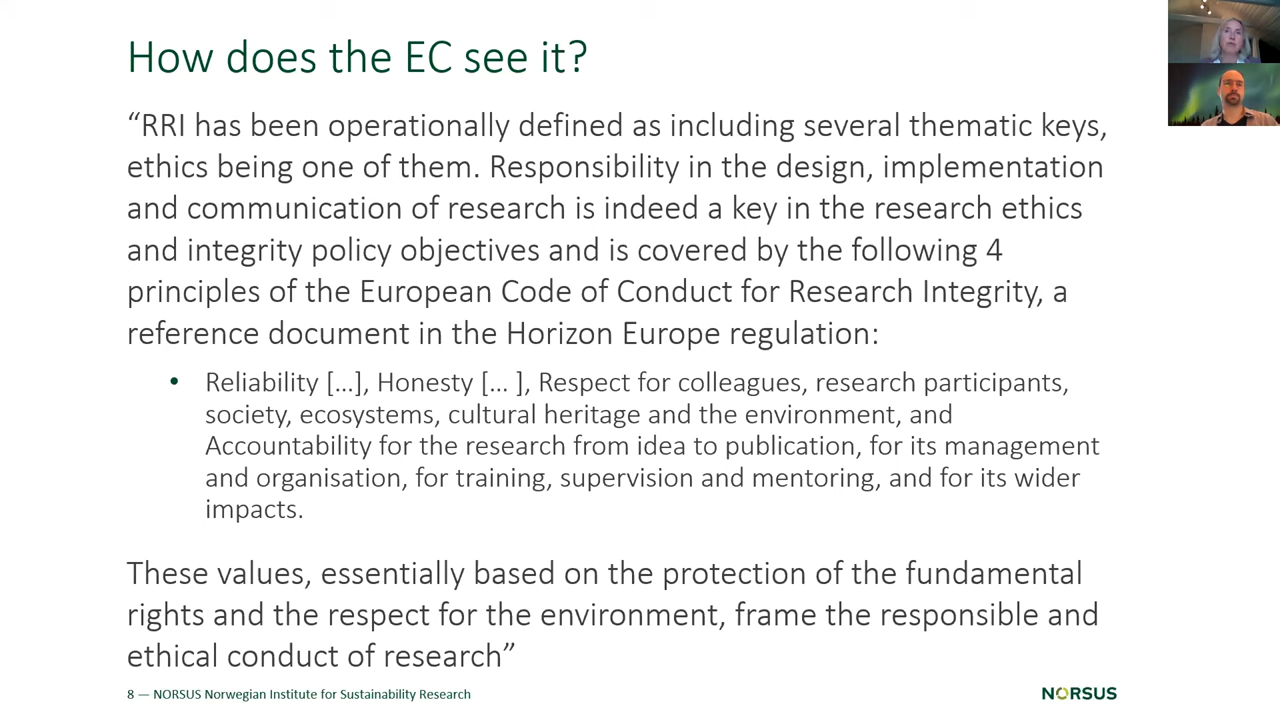 How does the EC see it?
“RRI has been operationally defined as including several thematic keys,
ethics being one of them. Responsibility in the design, implementation
and communication of research is indeed a key in the research ethics
and integrity policy objectives and is covered by the following 4
principles of the European Code of Conduct for Research Integrity, a
reference document in the Horizon Europe regulation:
• Reliability […], Honesty [… ], Respect for colleagues, research participants,
society, ecosystems, cultural heritage and the environment, and
Accountability for the research from idea to publication, for its management
and organisation, for training, supervision and mentoring, and for its wider
impacts.
These values, essentially based on the protection of the fundamental
rights and the respect for the environment, frame the responsible and
ethical conduct of research”
8 — NORSUS Norwegian Institute for Sustainability Research
NORSUS